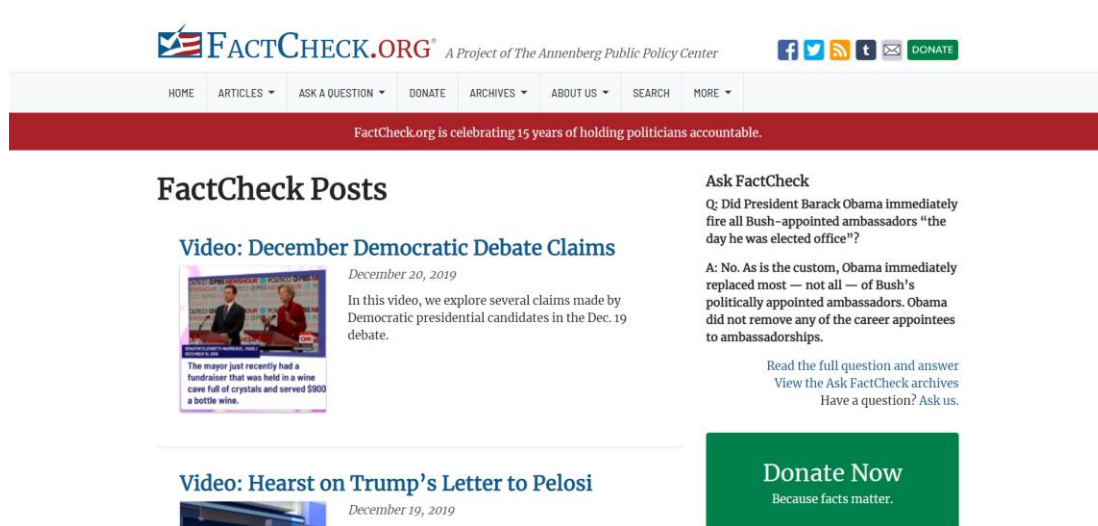 FACTCHECK.ORG® A Project of The Annenberg Public Policy Center
f t DONATE
HOME ARTICLES ASK A QUESTION DONATE ARCHIVES ABOUT US SEARCH MORE
FactCheck.org is celebrating 15 years of holding politicians accountable.
FactCheck Posts
Video: December Democratic Debate Claims
December 20, 2019
In this video, we explore several claims made by
Democratic presidential candidates in the Dec. 19
debate.
SENATOR ELIZABETH WARREN(D), MASS.
DECEMBER 19, 2019
CNN
The mayor just recently had a
fundraiser that was held in a wine
cave full of crystals and served $900
a bottle wine.
Video: Hearst on Trump’s Letter to Pelosi
December 19, 2019
Ask FactCheck
Q: Did President Barack Obama immediately
fire all Bush-appointed ambassadors “the
day he was elected office”?
A: No. As is the custom, Obama immediately
replaced most — not all — of Bush’s
politically appointed ambassadors. Obama
did not remove any of the career appointees
to ambassadorships.
Read the full question and answer
View the Ask FactCheck archives
Have a question? Ask us.
Donate Now
Because facts matter.